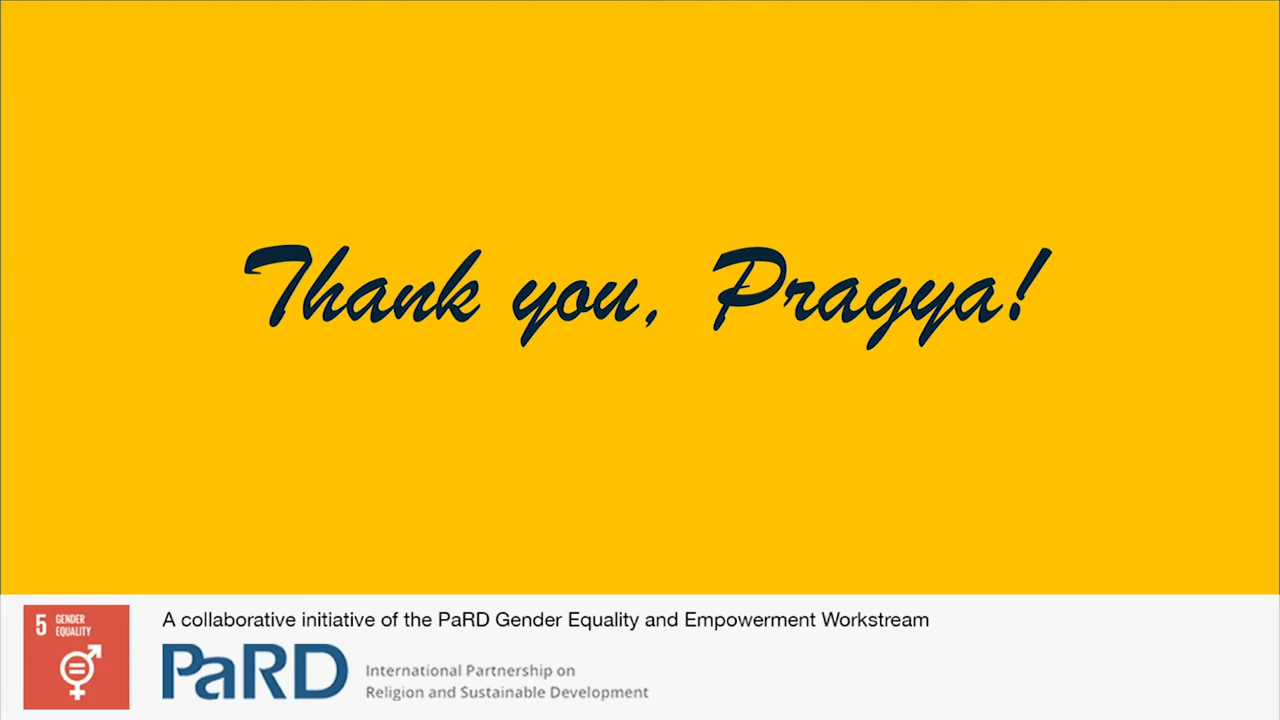 Thank you, Pragya!
5 GENDER
EQUALITY
A collaborative initiative of the PaRD Gender Equality and Empowerment Workstream
PaRD
International Partnership on
Religion and Sustainable Development